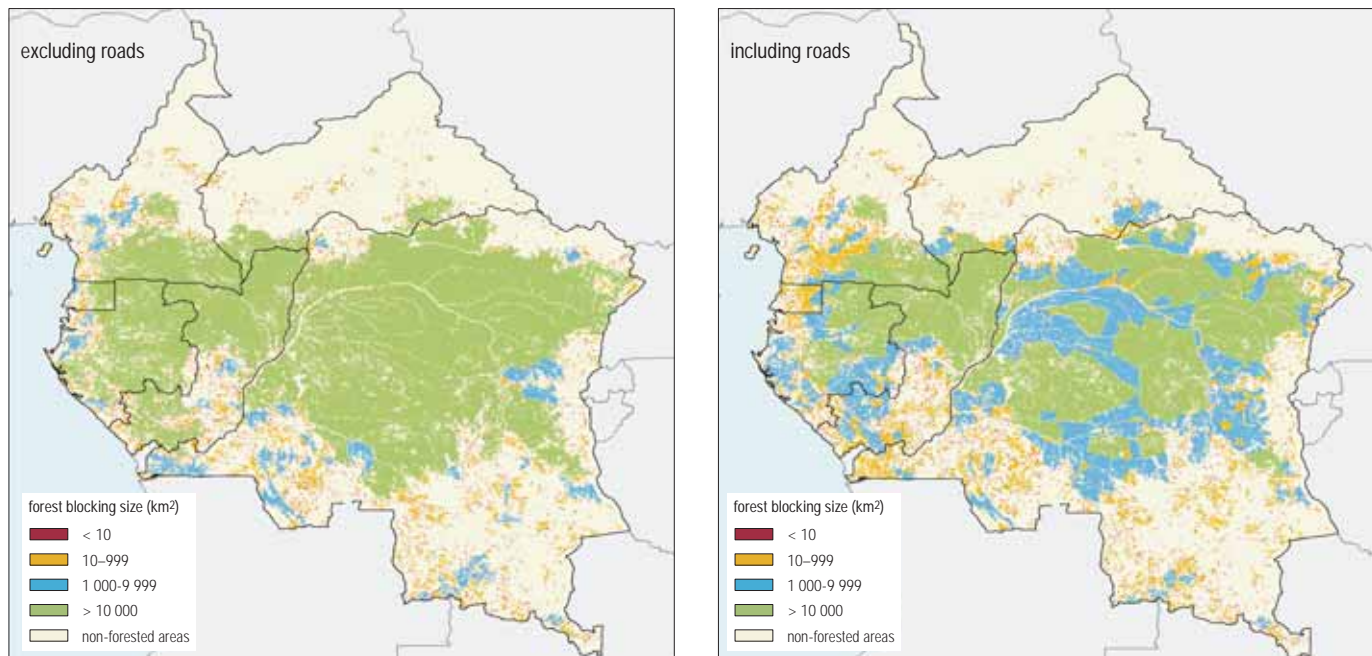 excluding roads
forest blocking size (km²)
< 10
10–999
1 000-9 999
> 10 000
non-forested areas
including roads
forest blocking size (km²)
< 10
10–999
1 000-9 999
> 10 000
non-forested areas